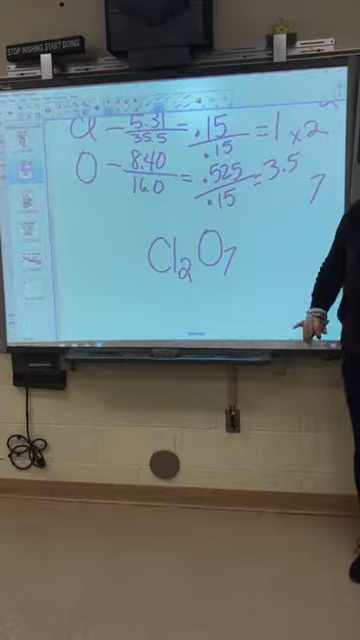 STOP WISHING START DOING
Cl - 5.31/35.5 = .15/.15 = 1 x 2
O - 8.40/16.0 = .525/.15 = 3.5
7
Cl2O7